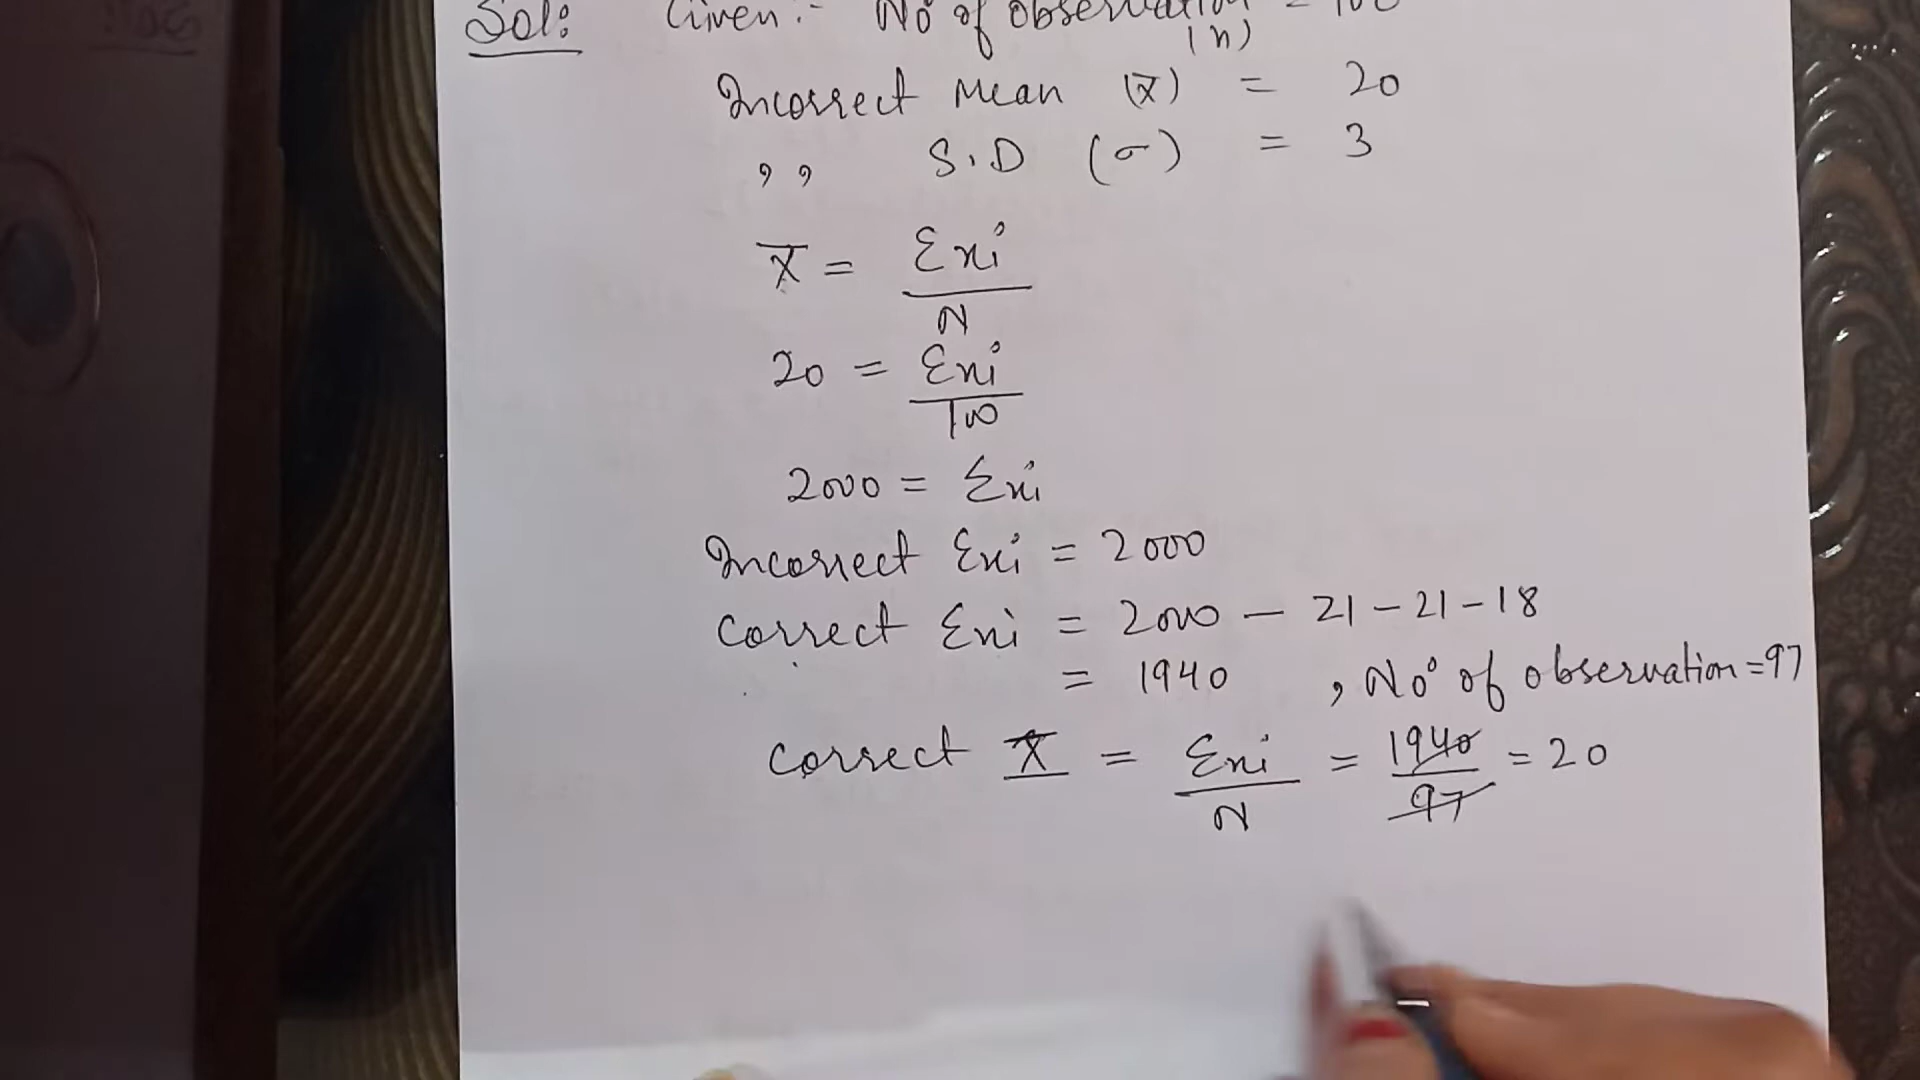 Sol: Given :- No of observation = 100
(n)
Incorrect Mean (x̄) = 20
,, S.D (σ) = 3
X̄ = Σxi
N
20 = Σxi
100
2000 = Σxi
Incorrect Σxi = 2000
Correct Σxi = 2000 - 21 - 21 - 18
= 1940 , No of observation = 97
Correct X̄ = Σxi = 1940 = 20
N 97